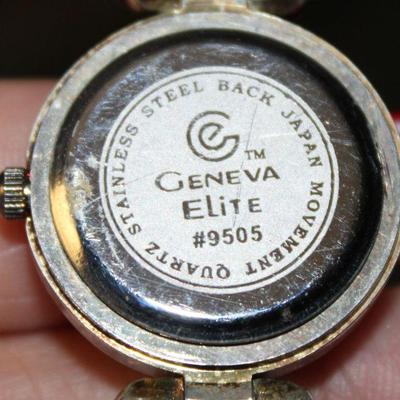 STAINLESS STEEL BACK JAPAN MOVEMENT QUARTZ
TM
GENEVA
ELiTE
#9505